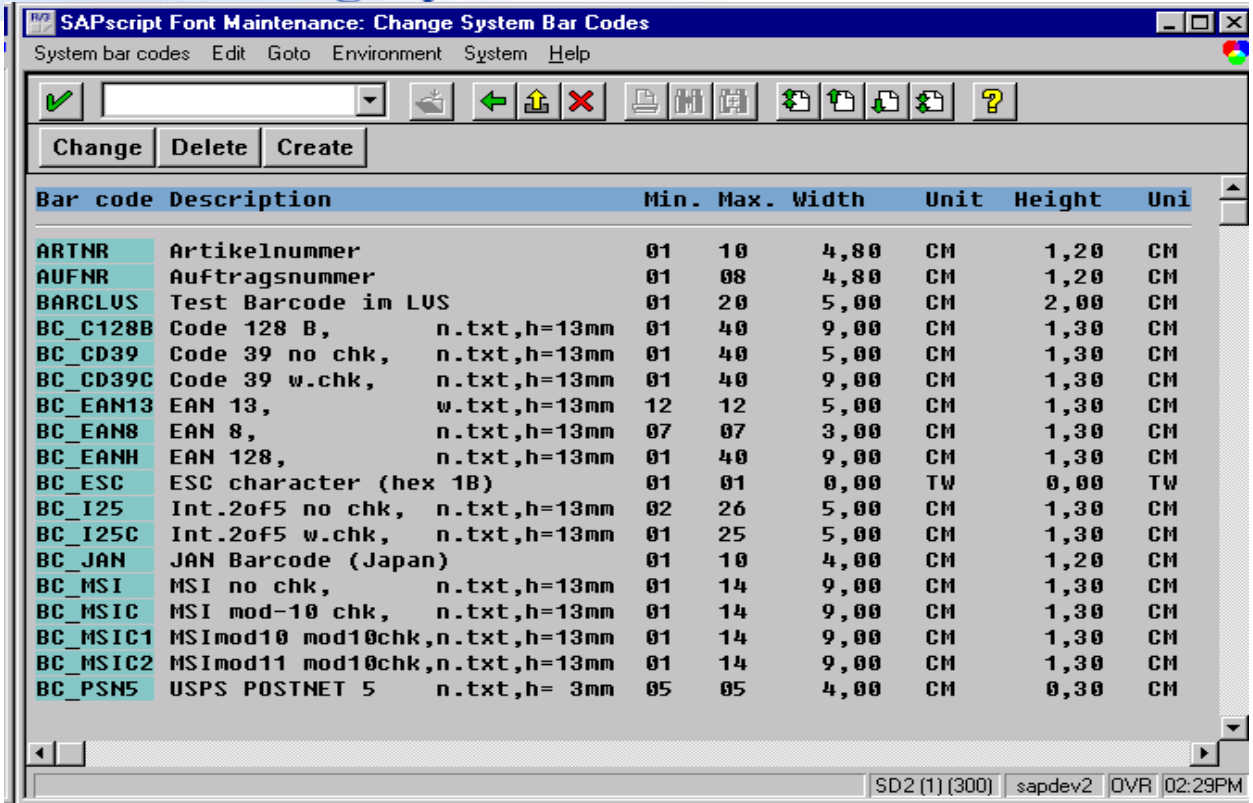 SAPscript Font Maintenance: Change System Bar Codes
System bar codes Edit Goto Environment System Help
Change Delete Create
Bar code Description Min. Max. Width Unit Height Uni
ARTNR Artikelnummer 01 10 4,80 CM 1,20 CM
AUFNR Auftragsnummer 01 08 4,80 CM 1,20 CM
BARCLVS Test Barcode im LVS 01 20 5,00 CM 2,00 CM
BC_C128B Code 128 B, n.txt,h=13mm 01 40 9,00 CM 1,30 CM
BC_CD39 Code 39 no chk, n.txt,h=13mm 01 40 5,00 CM 1,30 CM
BC_CD39C Code 39 w.chk, n.txt,h=13mm 01 40 9,00 CM 1,30 CM
BC_EAN13 EAN 13, w.txt,h=13mm 12 12 5,00 CM 1,30 CM
BC_EAN8 EAN 8, n.txt,h=13mm 07 07 3,00 CM 1,30 CM
BC_EANH EAN 128, n.txt,h=13mm 01 40 9,00 CM 1,30 CM
BC_ESC ESC character (hex 1B) 01 01 0,00 TW 0,00 TW
BC_I25 Int.2of5 no chk, n.txt,h=13mm 02 26 5,00 CM 1,30 CM
BC_I25C Int.2of5 w.chk, n.txt,h=13mm 01 25 5,00 CM 1,30 CM
BC_JAN JAN Barcode (Japan) 01 10 4,00 CM 1,20 CM
BC_MSI MSI no chk, n.txt,h=13mm 01 14 9,00 CM 1,30 CM
BC_MSIC MSI mod-10 chk, n.txt,h=13mm 01 14 9,00 CM 1,30 CM
BC_MSIC1 MSImod10 mod10chk,n.txt,h=13mm 01 14 9,00 CM 1,30 CM
BC_MSIC2 MSImod11 mod10chk,n.txt,h=13mm 01 14 9,00 CM 1,30 CM
BC_PSN5 USPS POSTNET 5 n.txt,h= 3mm 05 05 4,00 CM 0,30 CM
SD2 (1) (300) sapdev2 OVR 02:29PM